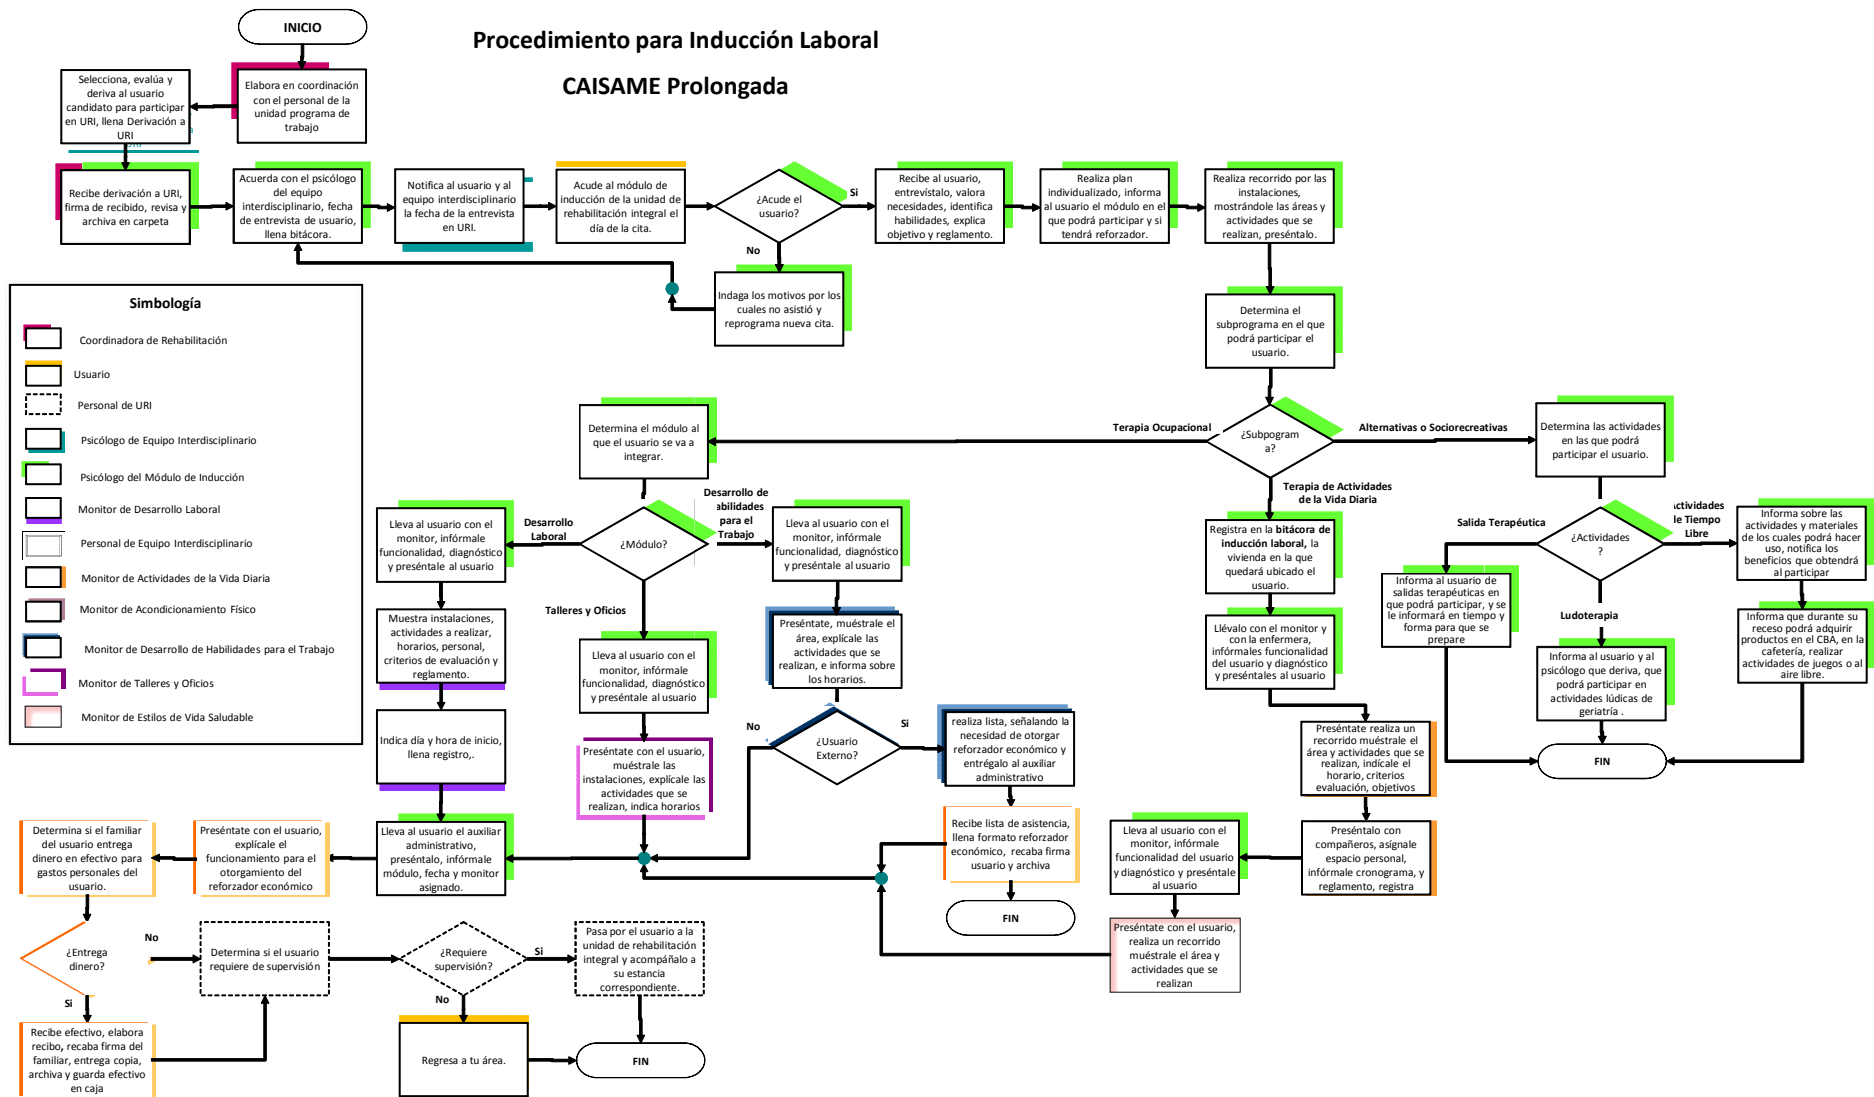 INICIO
Procedimiento para Inducción Laboral
CAISAME Prolongada
Elabora en coordinación
con el personal de la
unidad programa de
trabajo
Selecciona, evalúa y
deriva al usuario
candidato para participar
en URI, llena Derivación a
URI
Recibe derivación a URI,
firma de recibido, revisa y
archiva en carpeta
Acuerda con el psicólogo
del equipo
interdisciplinario, fecha
de entrevista de usuario,
llena bitácora.
Notifica al usuario y al
equipo interdisciplinario
la fecha de la entrevista
en URI.
Acude al módulo de
inducción de la unidad de
rehabilitación integral el
día de la cita.
¿Acude el
usuario?
Si
No
Indaga los motivos por los
cuales no asistió y
reprograma nueva cita.
Recibe al usuario,
entrevístalo, valora
necesidades, identifica
habilidades, explica
objetivo y reglamento.
Realiza plan
individualizado, informa
al usuario el módulo en el
que podrá participar y si
tendrá reforzador.
Realiza recorrido por las
instalaciones,
mostrándole las áreas y
actividades que se
realizan, preséntalo.
Determina el
subprograma en el que
podrá participar el
usuario.
¿Subpogram
a?
Terapia Ocupacional
Alternativas o Sociorecreativas
Terapia de Actividades
de la Vida Diaria
Simbología
Coordinadora de Rehabilitación
Usuario
Personal de URI
Psicólogo de Equipo Interdisciplinario
Psicólogo del Módulo de Inducción
Monitor de Desarrollo Laboral
Personal de Equipo Interdisciplinario
Monitor de Actividades de la Vida Diaria
Monitor de Acondicionamiento Físico
Monitor de Desarrollo de Habilidades para el Trabajo
Monitor de Talleres y Oficios
Monitor de Estilos de Vida Saludable
Determina el módulo al
que el usuario se va a
integrar.
¿Módulo?
Desarrollo
Laboral
Desarrollo de
abilidades
para el
Trabajo
Talleres y Oficios
Lleva al usuario con el
monitor, infórmale
funcionalidad, diagnóstico
y preséntale al usuario
Muestra instalaciones,
actividades a realizar,
horarios, personal,
criterios de evaluación y
reglamento.
Indica día y hora de inicio,
llena registro,.
Lleva al usuario el auxiliar
administrativo,
preséntalo, infórmale
módulo, fecha y monitor
asignado.
Lleva al usuario con el
monitor, infórmale
funcionalidad, diagnóstico
y preséntale al usuario
Preséntate con el usuario,
muéstrale las
instalaciones, explícale las
actividades que se
realizan, indica horarios
Lleva al usuario con el
monitor, infórmale
funcionalidad, diagnóstico
y preséntale al usuario
Preséntate, muéstrale el
área, explícale las
actividades que se
realizan, e informa sobre
los horarios.
¿Usuario
Externo?
No
Si
realiza lista, señalando la
necesidad de otorgar
reforzador económico y
entrégalo al auxiliar
administrativo
Recibe lista de asistencia,
llena formato reforzador
económico, recaba firma
usuario y archiva
FIN
Registra en la bitácora de
inducción laboral, la
vivienda en la que
quedará ubicado el
usuario.
Llévalo con el monitor y
con la enfermera,
infórmales funcionalidad
del usuario y diagnóstico
y preséntales al usuario
Preséntate realiza un
recorrido muéstrale el
área y actividades que se
realizan, indícale el
horario, criterios
evaluación, objetivos
Preséntalo con
compañeros, asígnale
espacio personal,
infórmale cronograma, y
reglamento, registra
Lleva al usuario con el
monitor, infórmale
funcionalidad del usuario
y diagnóstico y preséntale
al usuario
Preséntate con el usuario,
realiza un recorrido
muéstrale el área y
actividades que se
realizan
Determina las actividades
en las que podrá
participar el usuario.
¿Actividades
?
Salida Terapéutica
ctividades
le Tiempo
Libre
Ludoterapia
Informa al usuario de
salidas terapéuticas en
que podrá participar, y se
le informará en tiempo y
forma para que se
prepare
Informa al usuario y al
psicólogo que deriva, que
podrá participar en
actividades lúdicas de
geriatría .
Informa sobre las
actividades y materiales
de los cuales podrá hacer
uso, notifica los
beneficios que obtendrá
al participar
Informa que durante su
receso podrá adquirir
productos en el CBA, en la
cafetería, realizar
actividades de juegos o al
aire libre.
FIN
Preséntate con el usuario,
explícale el
funcionamiento para el
otorgamiento del
reforzador económico
Determina si el familiar
del usuario entrega
dinero en efectivo para
gastos personales del
usuario.
¿Entrega
dinero?
No
Si
Recibe efectivo, elabora
recibo, recaba firma del
familiar, entrega copia,
archiva y guarda efectivo
en caja
Determina si el usuario
requiere de supervisión
¿Requiere
supervisión?
Si
No
Pasa por el usuario a la
unidad de rehabilitación
integral y acompáñalo a
su estancia
correspondiente.
Regresa a tu área.
FIN